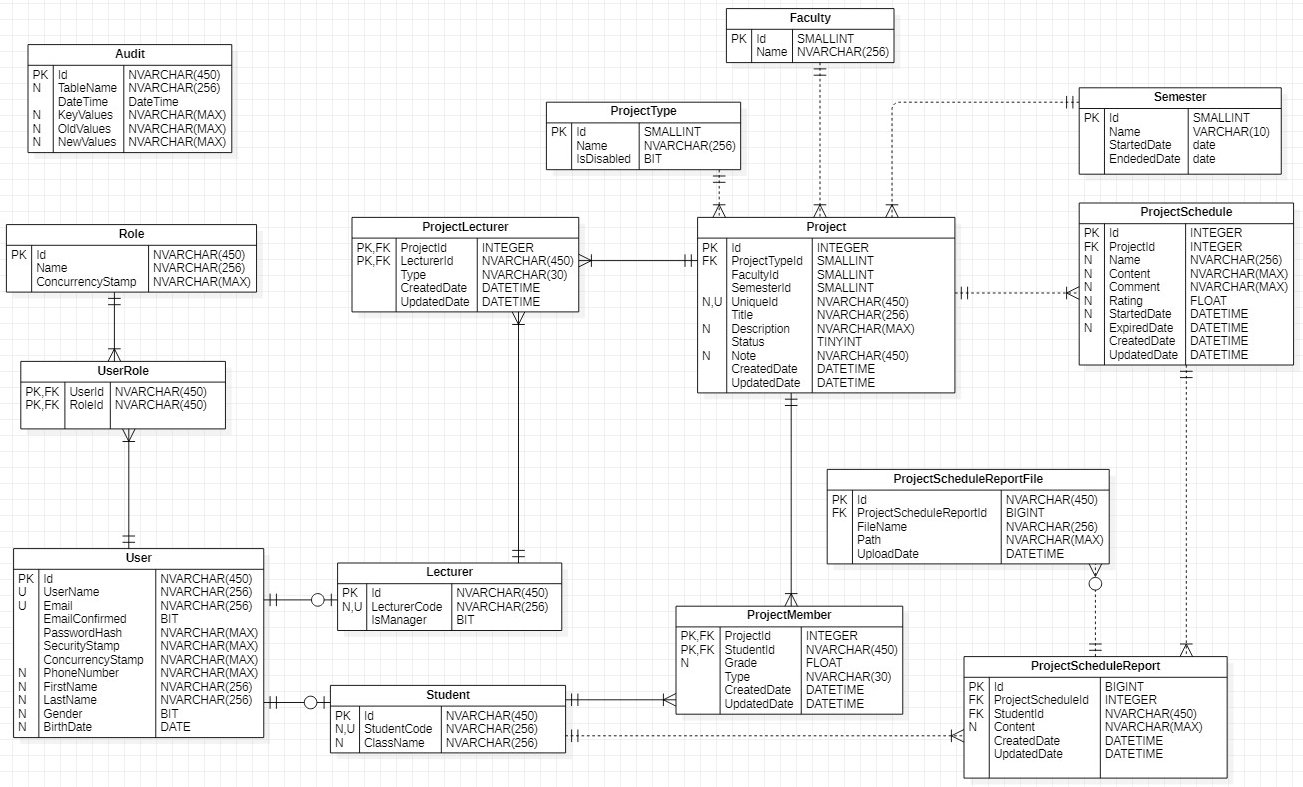 Faculty
PK Id SMALLINT
Name NVARCHAR(256)
Audit
PK Id NVARCHAR(450)
N TableName NVARCHAR(256)
DateTime DateTime
N KeyValues NVARCHAR(MAX)
N OldValues NVARCHAR(MAX)
N NewValues NVARCHAR(MAX)
ProjectType
PK Id SMALLINT
Name NVARCHAR(256)
IsDisabled BIT
Semester
PK Id SMALLINT
Name VARCHAR(10)
StartedDate date
EndededDate date
Role
PK Id NVARCHAR(450)
Name NVARCHAR(256)
ConcurrencyStamp NVARCHAR(MAX)
ProjectLecturer
PK,FK ProjectId INTEGER
PK,FK LecturerId NVARCHAR(450)
Type NVARCHAR(30)
CreatedDate DATETIME
UpdatedDate DATETIME
Project
PK Id INTEGER
FK ProjectTypeId SMALLINT
FacultyId SMALLINT
SemesterId SMALLINT
N,U UniqueId NVARCHAR(450)
Title NVARCHAR(256)
N Description NVARCHAR(MAX)
Status TINYINT
N Note NVARCHAR(450)
CreatedDate DATETIME
UpdatedDate DATETIME
ProjectSchedule
PK Id INTEGER
FK ProjectId INTEGER
N Name NVARCHAR(256)
N Content NVARCHAR(MAX)
N Comment NVARCHAR(MAX)
N Rating FLOAT
N StartedDate DATETIME
N ExpiredDate DATETIME
CreatedDate DATETIME
UpdatedDate DATETIME
UserRole
PK,FK UserId NVARCHAR(450)
PK,FK RoleId NVARCHAR(450)
ProjectScheduleReportFile
PK Id NVARCHAR(450)
FK ProjectScheduleReportId BIGINT
FileName NVARCHAR(256)
Path NVARCHAR(MAX)
UploadDate DATETIME
User
PK Id NVARCHAR(450)
U UserName NVARCHAR(256)
U Email NVARCHAR(256)
EmailConfirmed BIT
PasswordHash NVARCHAR(MAX)
SecurityStamp NVARCHAR(MAX)
ConcurrencyStamp NVARCHAR(MAX)
N PhoneNumber NVARCHAR(MAX)
N FirstName NVARCHAR(256)
N LastName NVARCHAR(256)
N Gender BIT
N BirthDate DATE
Lecturer
PK Id NVARCHAR(450)
N,U LecturerCode NVARCHAR(256)
IsManager BIT
ProjectMember
PK,FK ProjectId INTEGER
PK,FK StudentId NVARCHAR(450)
N Grade FLOAT
Type NVARCHAR(30)
CreatedDate DATETIME
UpdatedDate DATETIME
Student
PK Id NVARCHAR(450)
N,U StudentCode NVARCHAR(256)
N ClassName NVARCHAR(256)
ProjectScheduleReport
PK Id BIGINT
FK ProjectScheduleId INTEGER
FK StudentId NVARCHAR(450)
N Content NVARCHAR(MAX)
CreatedDate DATETIME
UpdatedDate DATETIME